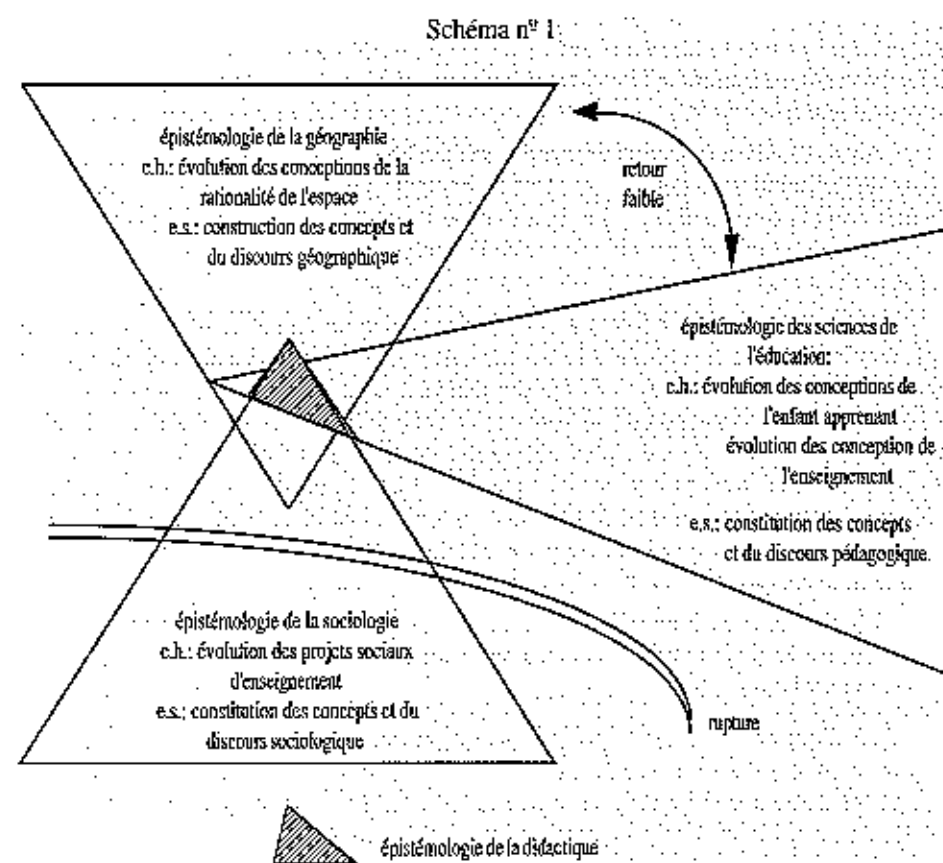 Schéma nº 1
épistémologie de la géographie
c.h.: évolution des conceptions de la
rationalité de l'espace
e.s.: construction des concepts et
du discours géographique
retour
faible
épistémologie des sciences de
l'éducation:
c.h.: évolution des conceptions de
l'enfant apprenant
évolution des conception de
l'enseignement
e.s.: constitution des concepts
et du discours pédagogique.
épistémologie de la sociologie
c.h.: évolution des projets sociaux
d'enseignement
e.s.: constitution des concepts et du
discours sociologique
rupture
épistémologie de la didactique